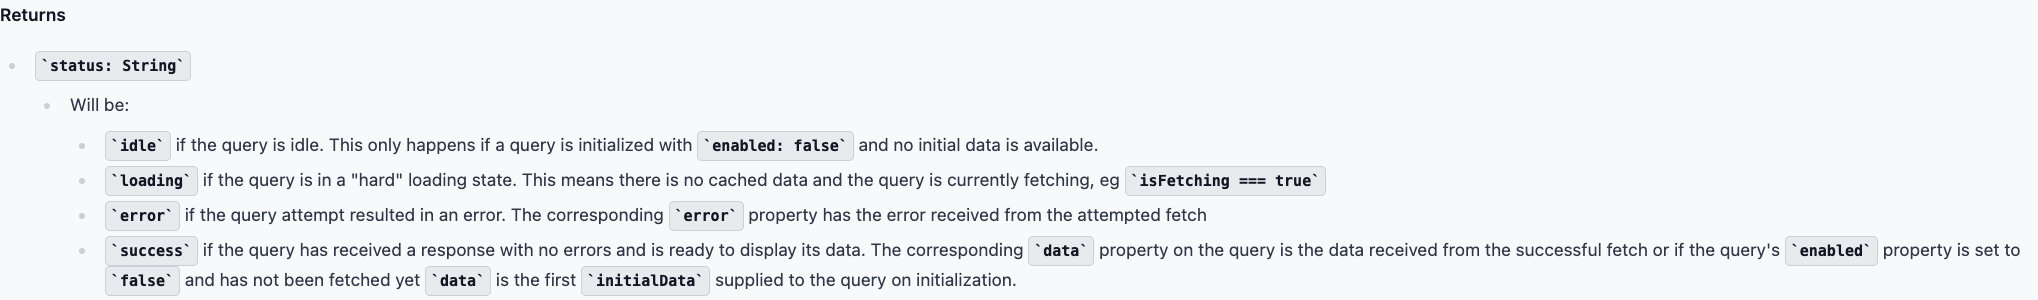 Returns
`status: String`
Will be:
`idle` if the query is idle. This only happens if a query is initialized with `enabled: false` and no initial data is available.
`loading` if the query is in a "hard" loading state. This means there is no cached data and the query is currently fetching, eg `isFetching === true`
`error` if the query attempt resulted in an error. The corresponding `error` property has the error received from the attempted fetch
`success` if the query has received a response with no errors and is ready to display its data. The corresponding `data` property on the query is the data received from the successful fetch or if the query's `enabled` property is set to
`false` and has not been fetched yet `data` is the first `initialData` supplied to the query on initialization.